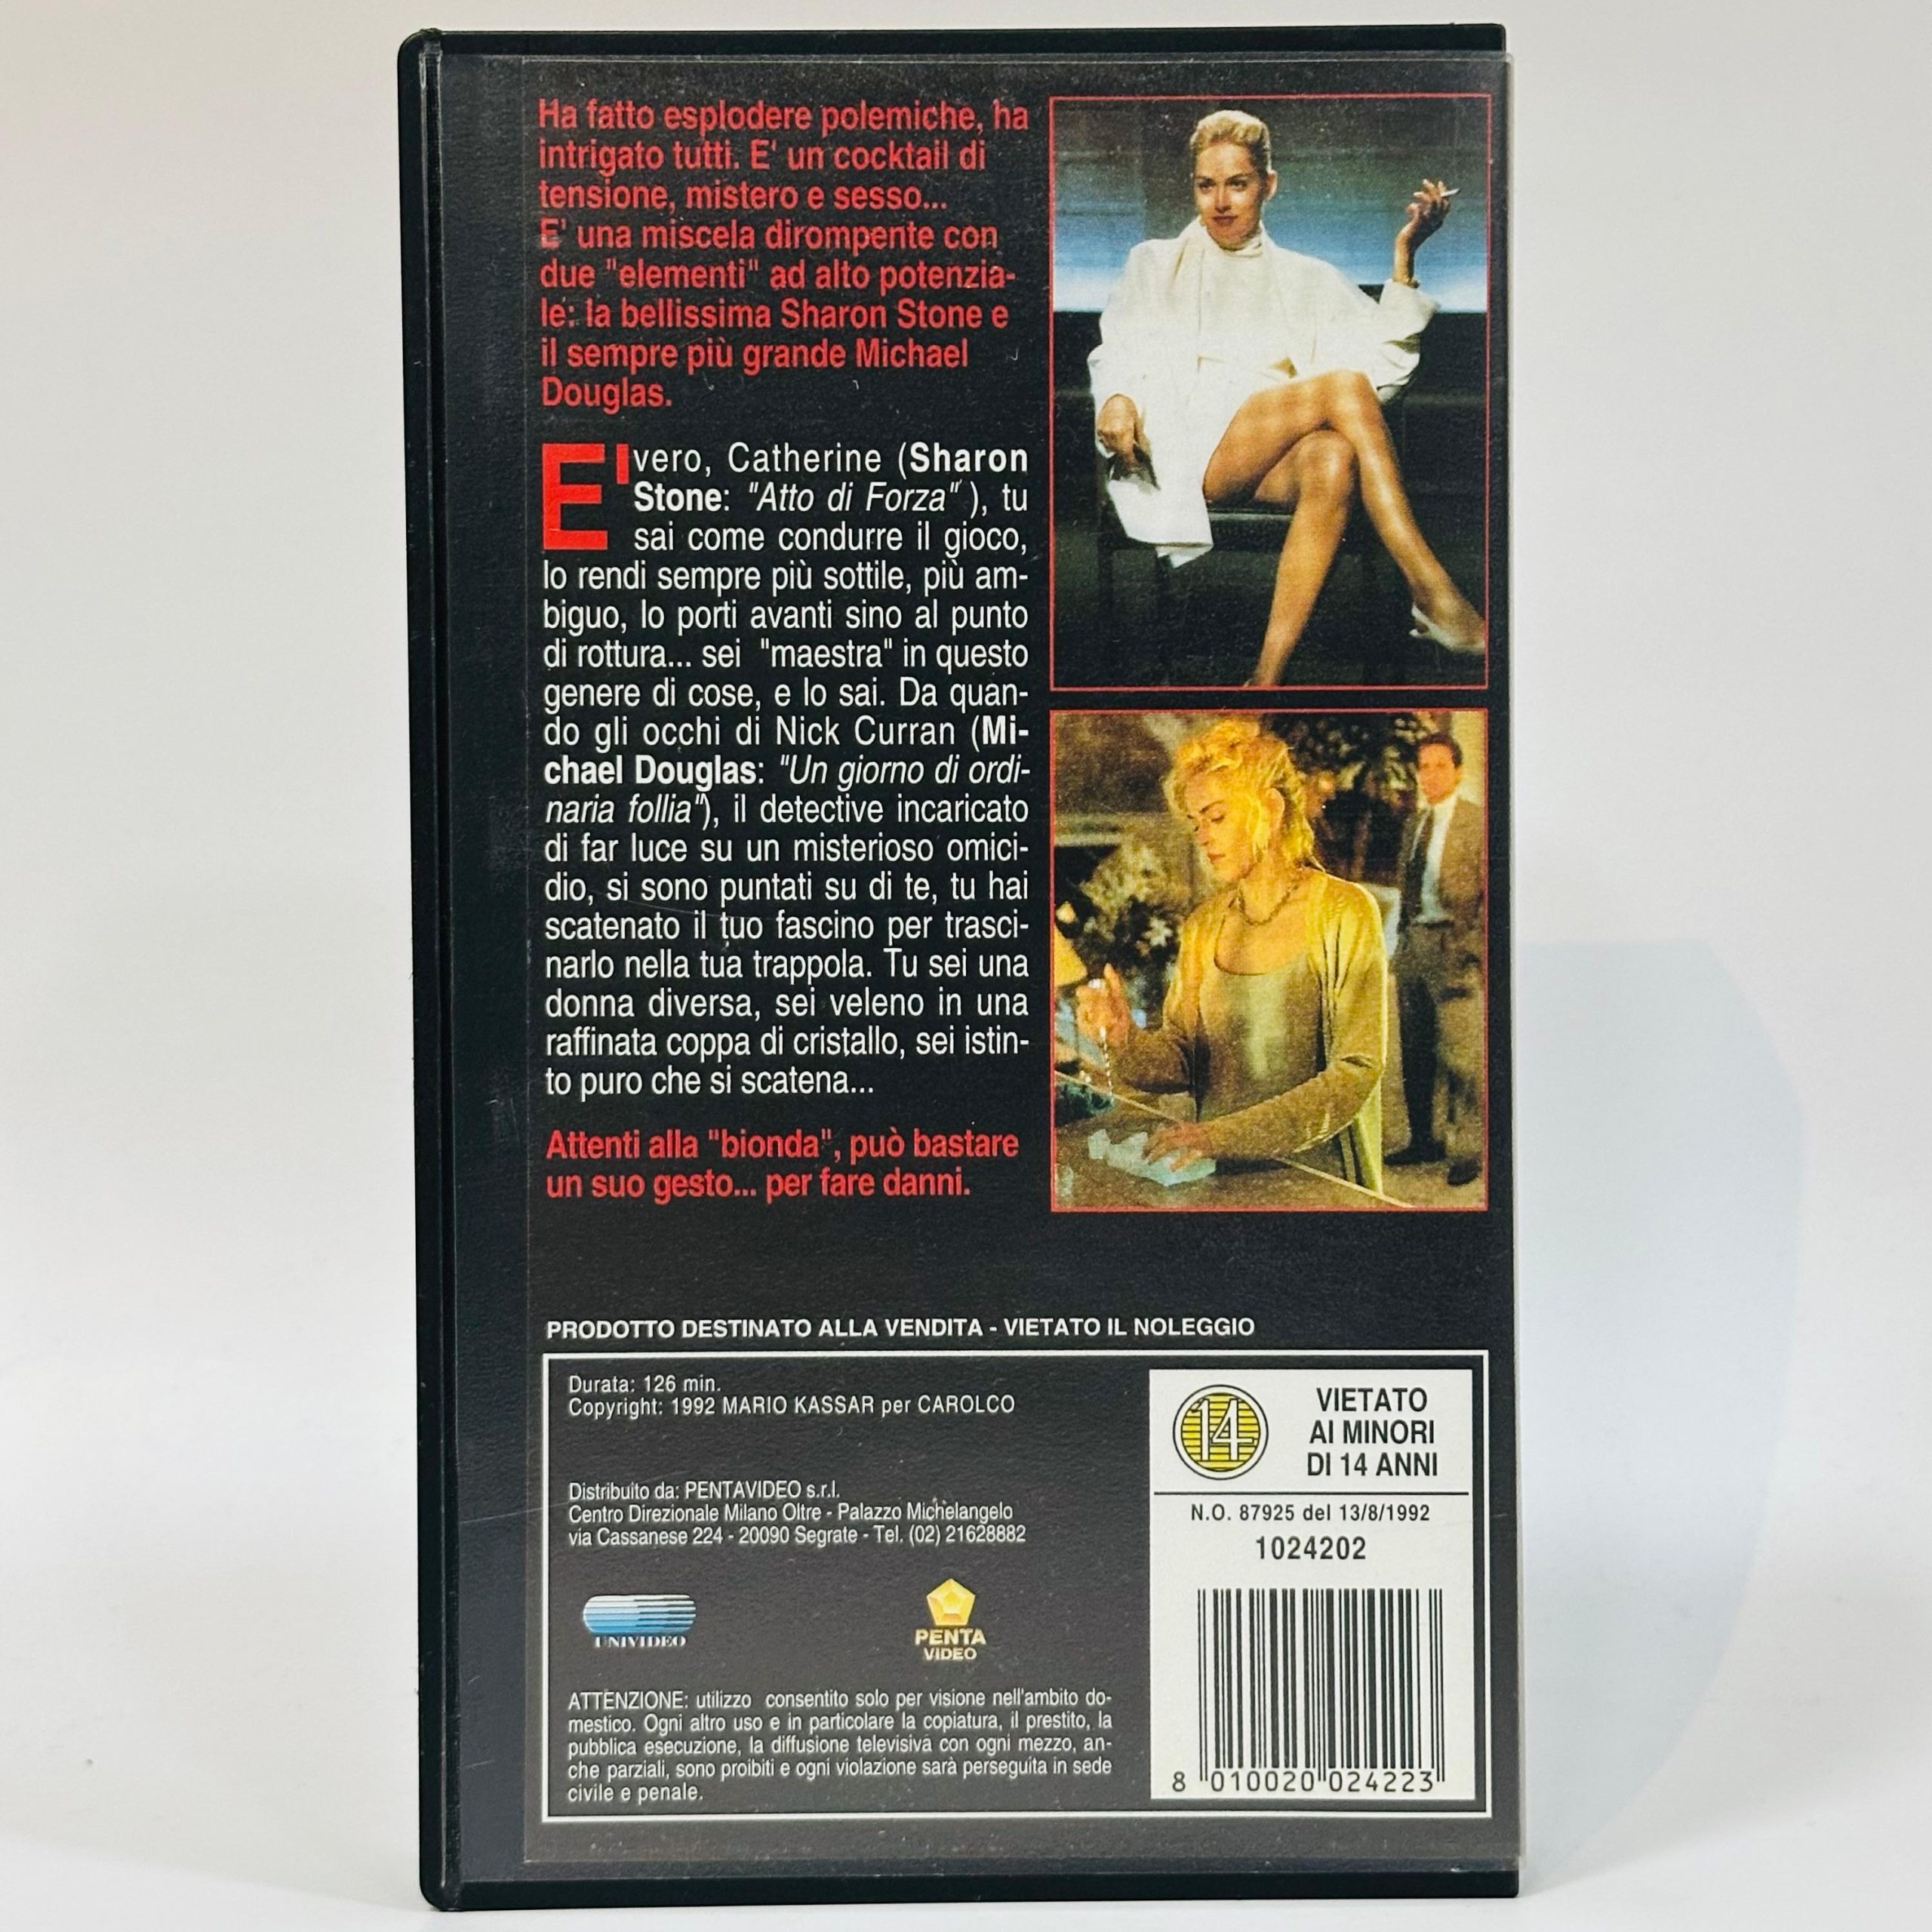 Ha fatto esplodere polemiche, ha
intrigato tutti. E' un cocktail di
tensione, mistero e sesso...
E' una miscela dirompente con
due "elementi" ad alto potenzia-
le: la bellissima Sharon Stone e
il sempre più grande Michael
Douglas.
E' vero, Catherine (Sharon
Stone: "Atto di Forza" ), tu
sai come condurre il gioco,
lo rendi sempre più sottile, più am-
biguo, lo porti avanti sino al punto
di rottura... sei "maestra" in questo
genere di cose, e lo sai. Da quan-
do gli occhi di Nick Curran (Mi-
chael Douglas: "Un giorno di ordi-
naria follia"), il detective incaricato
di far luce su un misterioso omici-
dio, si sono puntati su di te, tu hai
scatenato il tuo fascino per trasci-
narlo nella tua trappola. Tu sei una
donna diversa, sei veleno in una
raffinata coppa di cristallo, sei istin-
to puro che si scatena...
Attenti alla "bionda", può bastare
un suo gesto... per fare danni.
PRODOTTO DESTINATO ALLA VENDITA - VIETATO IL NOLEGGIO
Durata: 126 min.
Copyright: 1992 MARIO KASSAR per CAROLCO
Distribuito da: PENTAVIDEO s.r.l.
Centro Direzionale Milano Oltre - Palazzo Michelangelo
via Cassanese 224 - 20090 Segrate - Tel. (02) 21628882
UNIVIDEO
PENTA
VIDEO
ATTENZIONE: utilizzo consentito solo per visione nell'ambito do-
mestico. Ogni altro uso e in particolare la copiatura, il prestito, la
pubblica esecuzione, la diffusione televisiva con ogni mezzo, an-
che parziali, sono proibiti e ogni violazione sarà perseguita in sede
civile e penale.
14
VIETATO
AI MINORI
DI 14 ANNI
N.O. 87925 del 13/8/1992
1024202
8 010020 024223